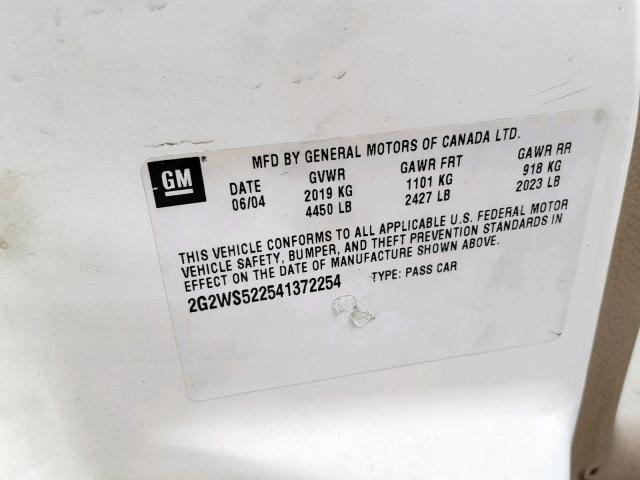 MFD BY GENERAL MOTORS OF CANADA LTD.
GM
DATE GVWR GAWR FRT GAWR RR
06/04 2019 KG 1101 KG 918 KG
4450 LB 2427 LB 2023 LB
THIS VEHICLE CONFORMS TO ALL APPLICABLE U.S. FEDERAL MOTOR
VEHICLE SAFETY, BUMPER, AND THEFT PREVENTION STANDARDS IN
EFFECT ON THE DATE OF MANUFACTURE SHOWN ABOVE.
2G2WS522541372254 TYPE: PASS CAR